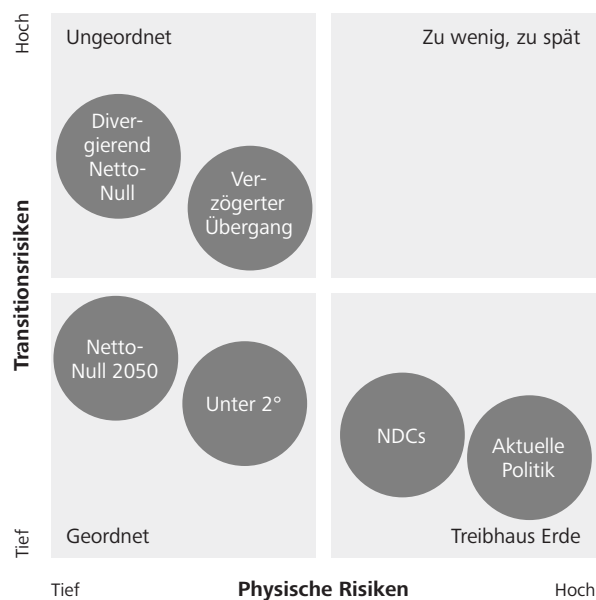 Hoch
Ungeordnet
Zu wenig, zu spät
Diver-
gierend
Netto-
Null
Ver-
zögerter
Übergang
Transitionsrisiken
Netto-
Null 2050
Unter 2°
NDCs
Aktuelle
Politik
Tief
Geordnet
Treibhaus Erde
Tief
Physische Risiken
Hoch